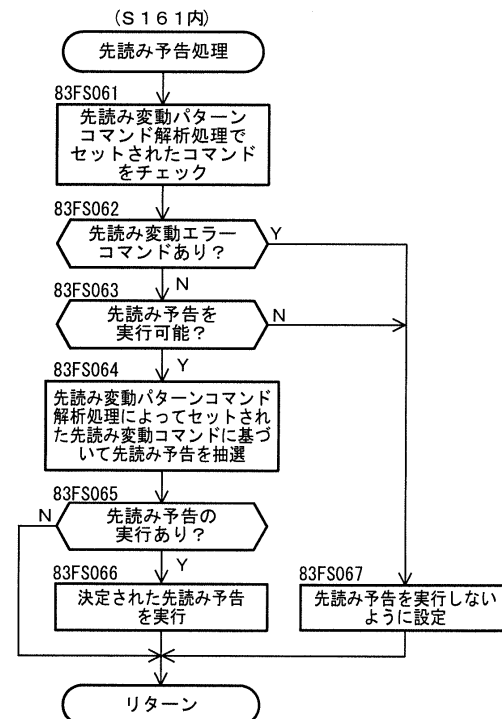 （Ｓ１６１内）
先読み予告処理
83FS061
先読み変動パターン
コマンド解析処理で
セットされたコマンド
をチェック
83FS062
先読み変動エラー
コマンドあり？
Y
N
83FS063
先読み予告を
実行可能？
N
Y
83FS064
先読み変動パターンコマンド
解析処理によってセットされ
た先読み変動コマンドに基づ
いて先読み予告を抽選
83FS065
N
先読み予告の
実行あり？
Y
83FS066
決定された先読み予告
を実行
83FS067
先読み予告を実行しない
ように設定
リターン